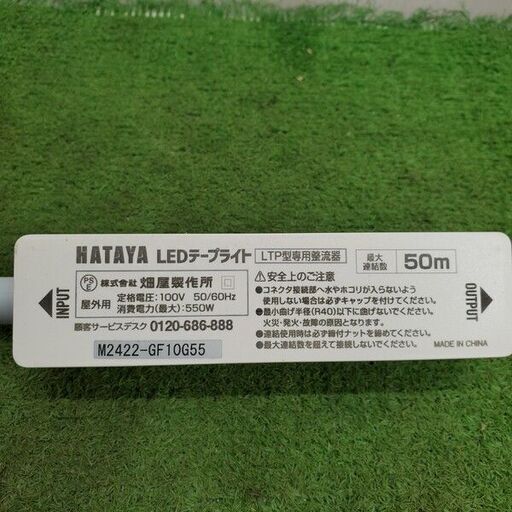 HATAYA LEDテープライト LTP型専用整流器 最大連結数 50m
PSE 株式会社 畑屋製作所
屋外用 定格電圧:100V 50/60Hz
消費電力(最大):550W
顧客サービスデスク 0120-686-888
M2422-GF10G55
⚠安全上のご注意
●コネクタ接続部へ水やホコリが入らないよう
使用しない場合は必ずキャップを付けてください。
●最小曲げ半径(R40)以下に曲げないでください。
火災・発火・故障の原因となります。
●連結使用時は必ず締付ナットを締めてください。
●最大連結数を超えて接続しないでください。
MADE IN CHINA
INPUT
OUTPUT